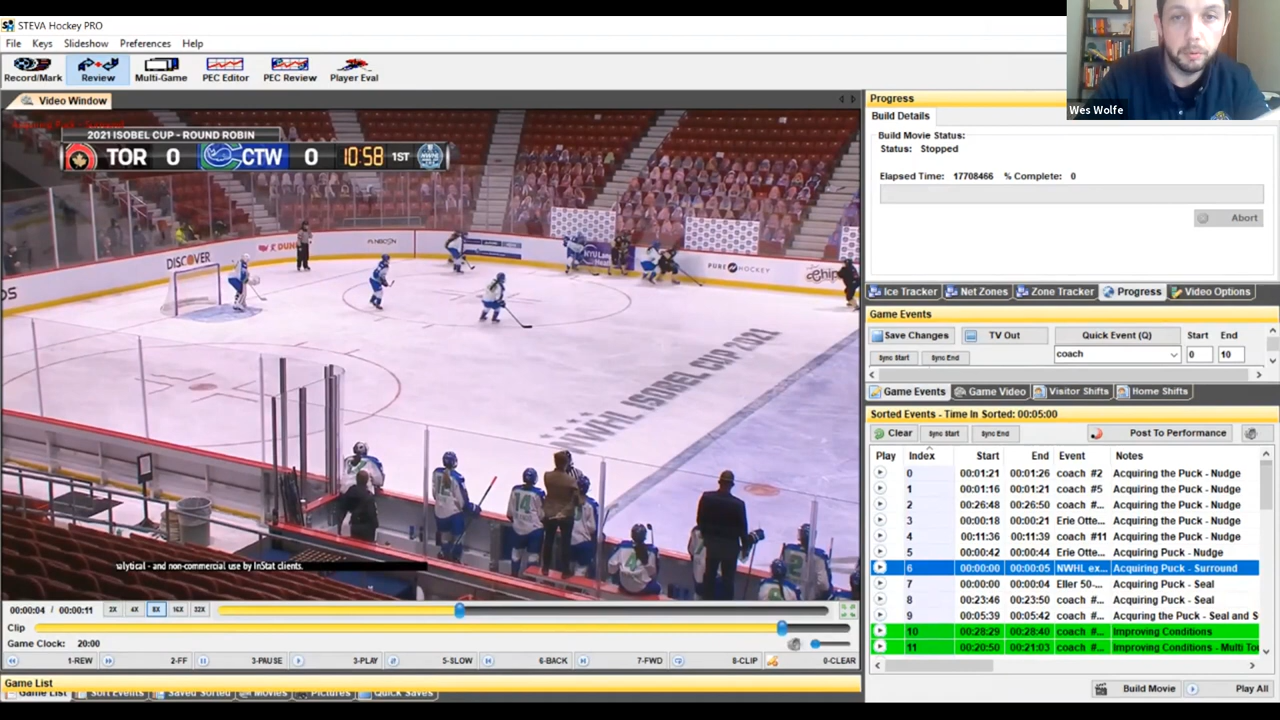 STEVA Hockey PRO
File Keys Slideshow Preferences Help
Record/Mark Review Multi-Game PEC Editor PEC Review Player Eval
Wes Wolfe
Video Window
Acquiring Puck - Surround
2021 ISOBEL CUP - ROUND ROBIN
TOR 0 CTW 0 10:58 1ST
DISCOVER
DUNK
NBCSN
NYU Lang
Heal
PURE HOCKEY
chip
NWHL ISOBEL CUP 2021
14
alytical - and non-commercial use by InStat clients.
00:00:04 / 00:00:11 2X 4X 8X 16X 32X
Clip
Game Clock: 20:00
1-REW 2-FF 3-PAUSE 3-PLAY 5-SLOW 6-BACK 7-FWD 8-CLIP 0-CLEAR
Game List
Game List Sort Events Saved Sorted Movies Pictures Quick Saves
Progress
Build Details
Build Movie Status:
Status: Stopped
Elapsed Time: 17708466 % Complete: 0
Abort
Ice Tracker Net Zones Zone Tracker Progress Video Options
Game Events
Save Changes TV Out Quick Event (Q) Start End
Sync Start Sync End coach 0 10
Game Events Game Video Visitor Shifts Home Shifts
Sorted Events - Time In Sorted: 00:05:00
Clear Sync Start Sync End Post To Performance
Play Index Start End Event Notes
0 00:01:21 00:01:26 coach #2 Acquiring the Puck - Nudge
1 00:01:16 00:01:21 coach #5 Acquiring the Puck - Nudge
2 00:26:48 00:26:50 coach #... Acquiring the Puck - Nudge
3 00:00:18 00:00:21 Erie Otte... Acquiring the Puck - Nudge
4 00:11:36 00:11:39 coach #11 Acquiring the Puck - Nudge
5 00:00:42 00:00:44 Erie Otte... Acquiring Puck - Nudge
6 00:00:00 00:00:05 NWHL ex... Acquiring Puck - Surround
7 00:00:00 00:00:04 Eller 50-... Acquiring Puck - Seal
8 00:23:46 00:23:50 coach #... Acquiring Puck - Seal
9 00:05:39 00:05:42 coach #... Acquring the Puck - Seal and S
10 00:28:29 00:28:40 coach #... Improving Conditions
11 00:20:50 00:21:03 coach #... Improving Conditions - Multi Tou
Build Movie Play All